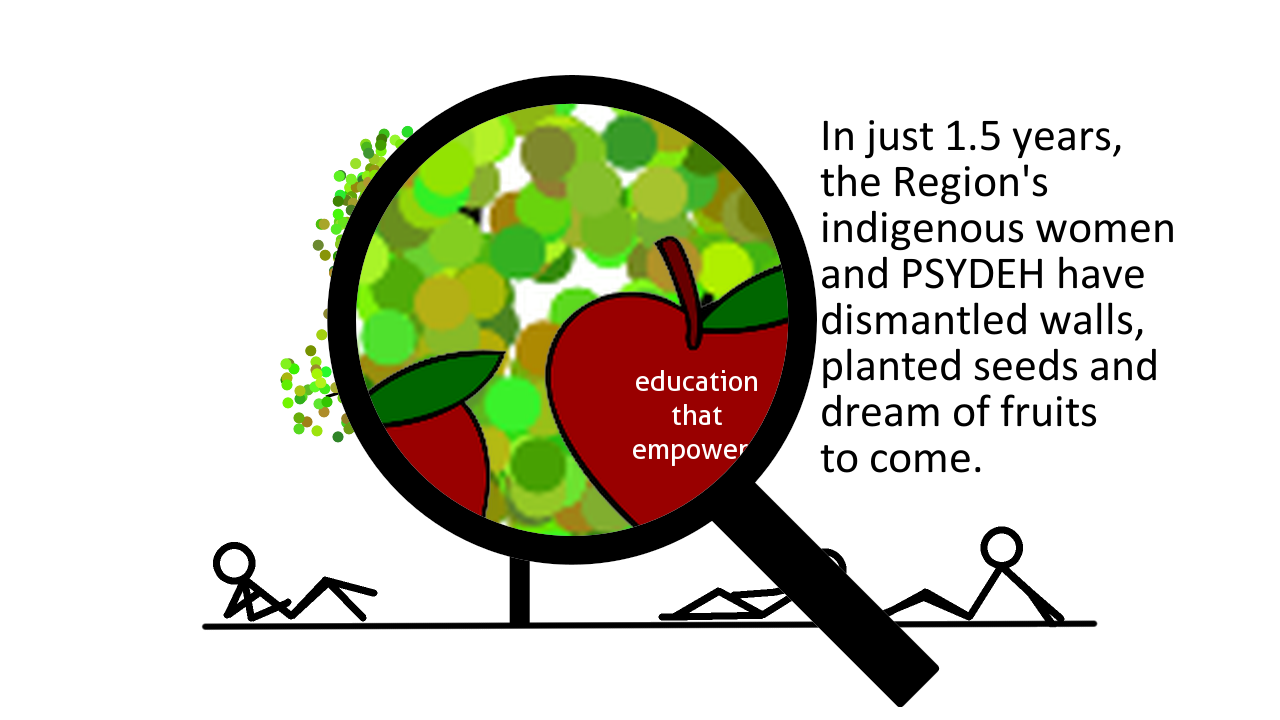 In just 1.5 years,
the Region's
indigenous women
and PSYDEH have
dismantled walls,
planted seeds and
dream of fruits
to come.
education
that
empower